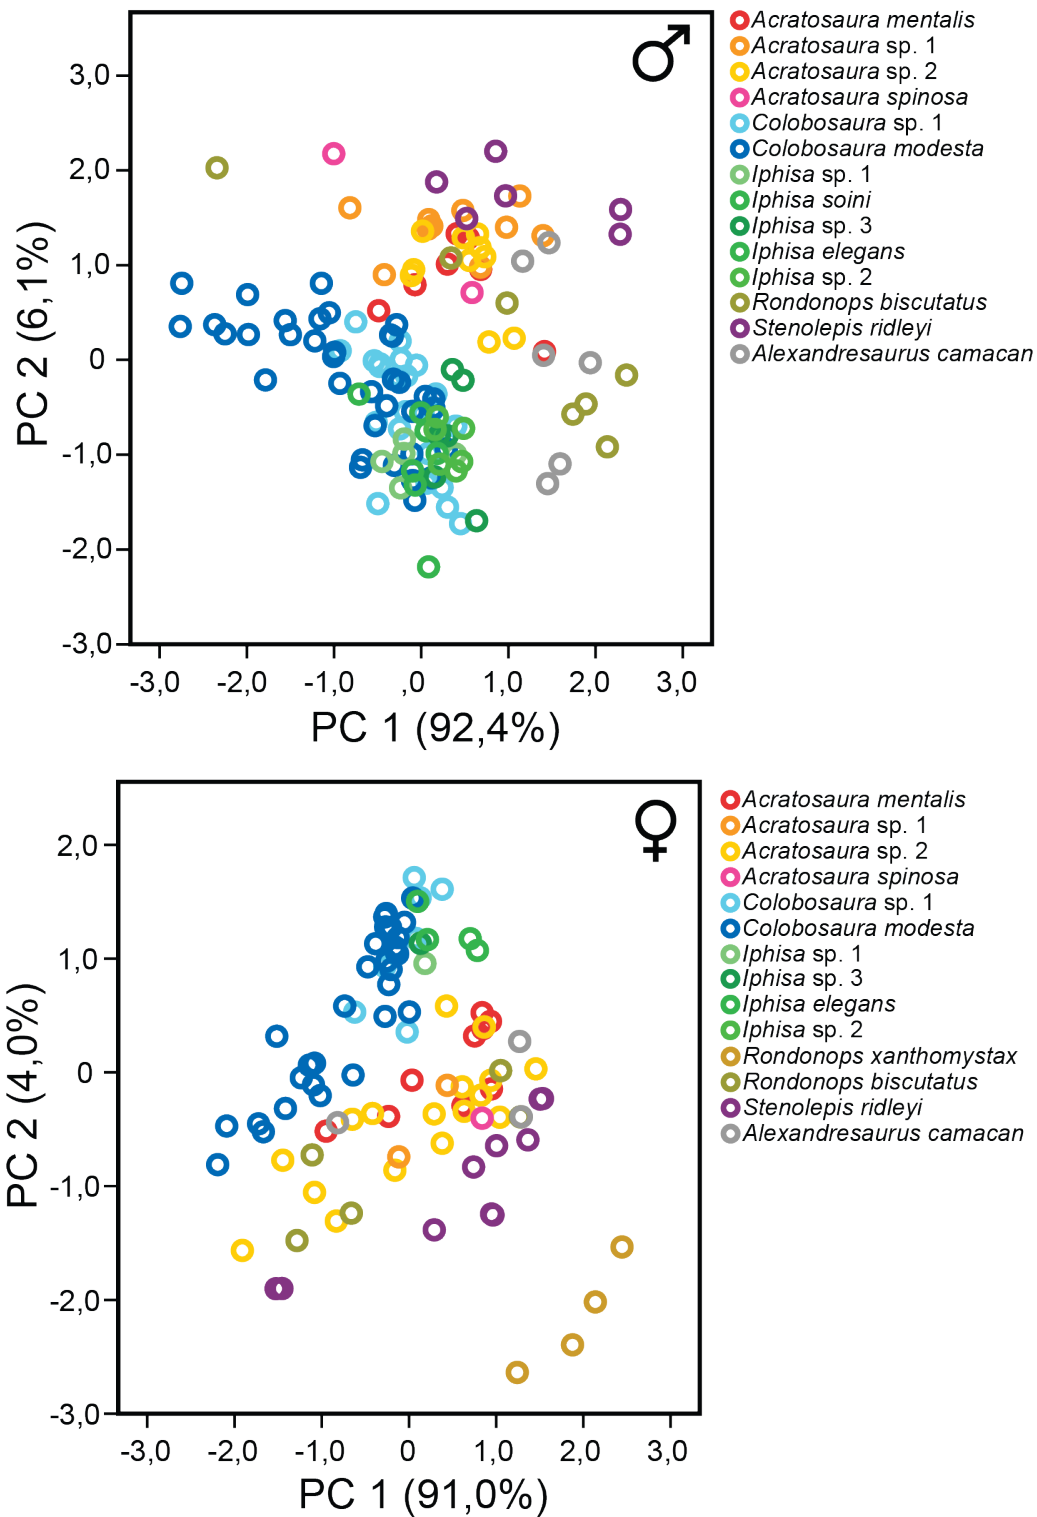 ♂
Acratosaura mentalis
Acratosaura sp. 1
Acratosaura sp. 2
Acratosaura spinosa
Colobosaura sp. 1
Colobosaura modesta
Iphisa sp. 1
Iphisa soini
Iphisa sp. 3
Iphisa elegans
Iphisa sp. 2
Rondonops biscutatus
Stenolepis ridleyi
Alexandresaurus camacan
PC 2 (6,1%)
3,0
2,0
1,0
0
-1,0
-2,0
-3,0
-3,0 -2,0 -1,0 ,0 1,0 2,0 3,0
PC 1 (92,4%)
♀
Acratosaura mentalis
Acratosaura sp. 1
Acratosaura sp. 2
Acratosaura spinosa
Colobosaura sp. 1
Colobosaura modesta
Iphisa sp. 1
Iphisa sp. 3
Iphisa elegans
Iphisa sp. 2
Rondonops xanthomystax
Rondonops biscutatus
Stenolepis ridleyi
Alexandresaurus camacan
PC 2 (4,0%)
2,0
1,0
0
-1,0
-2,0
-3,0
-3,0 -2,0 -1,0 0 1,0 2,0 3,0
PC 1 (91,0%)